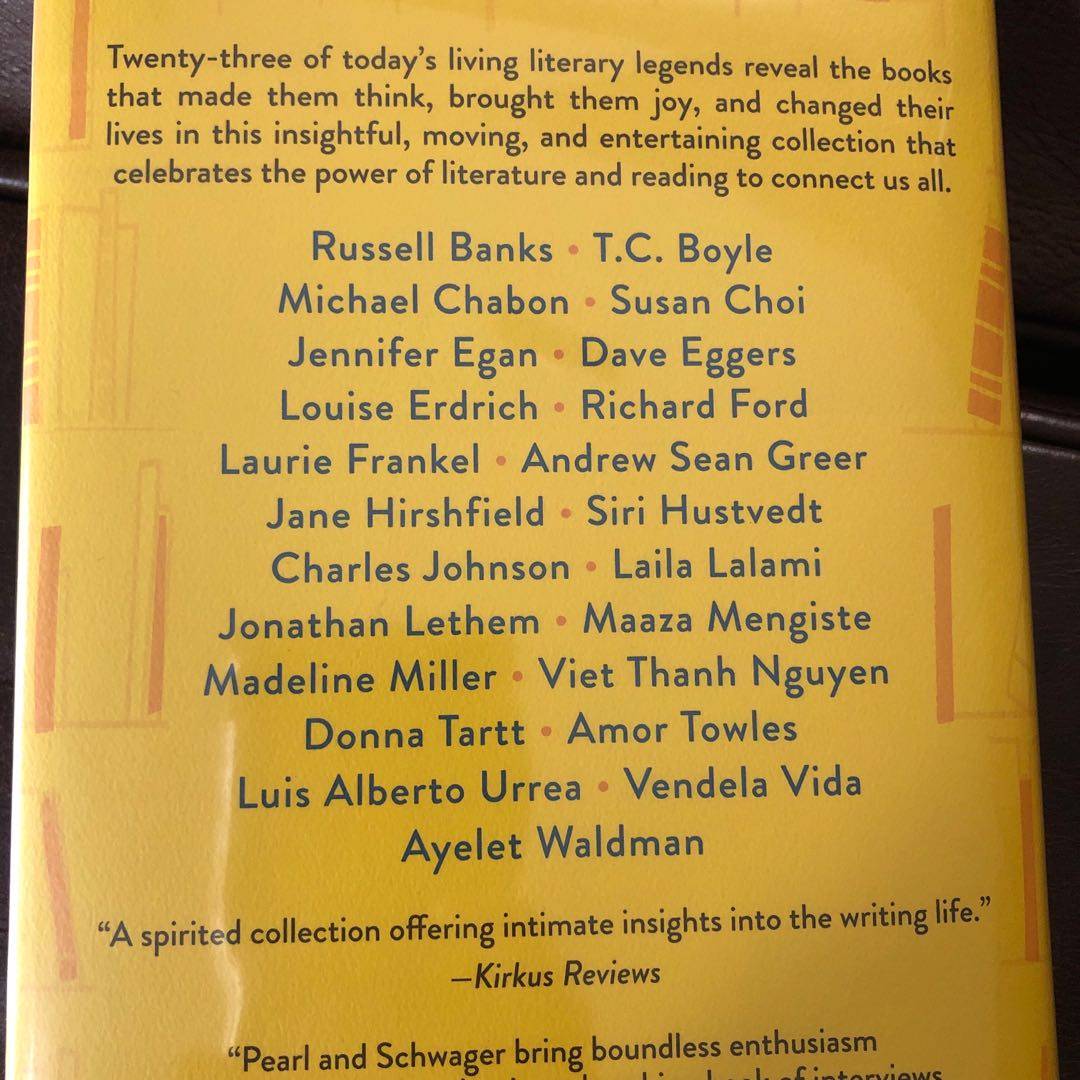 Twenty-three of today's living literary legends reveal the books
that made them think, brought them joy, and changed their
lives in this insightful, moving, and entertaining collection that
celebrates the power of literature and reading to connect us all.
Russell Banks • T.C. Boyle
Michael Chabon • Susan Choi
Jennifer Egan • Dave Eggers
Louise Erdrich • Richard Ford
Laurie Frankel • Andrew Sean Greer
Jane Hirshfield • Siri Hustvedt
Charles Johnson • Laila Lalami
Jonathan Lethem • Maaza Mengiste
Madeline Miller • Viet Thanh Nguyen
Donna Tartt • Amor Towles
Luis Alberto Urrea • Vendela Vida
Ayelet Waldman
“A spirited collection offering intimate insights into the writing life.”
—Kirkus Reviews
“Pearl and Schwager bring boundless enthusiasm
book of interviews